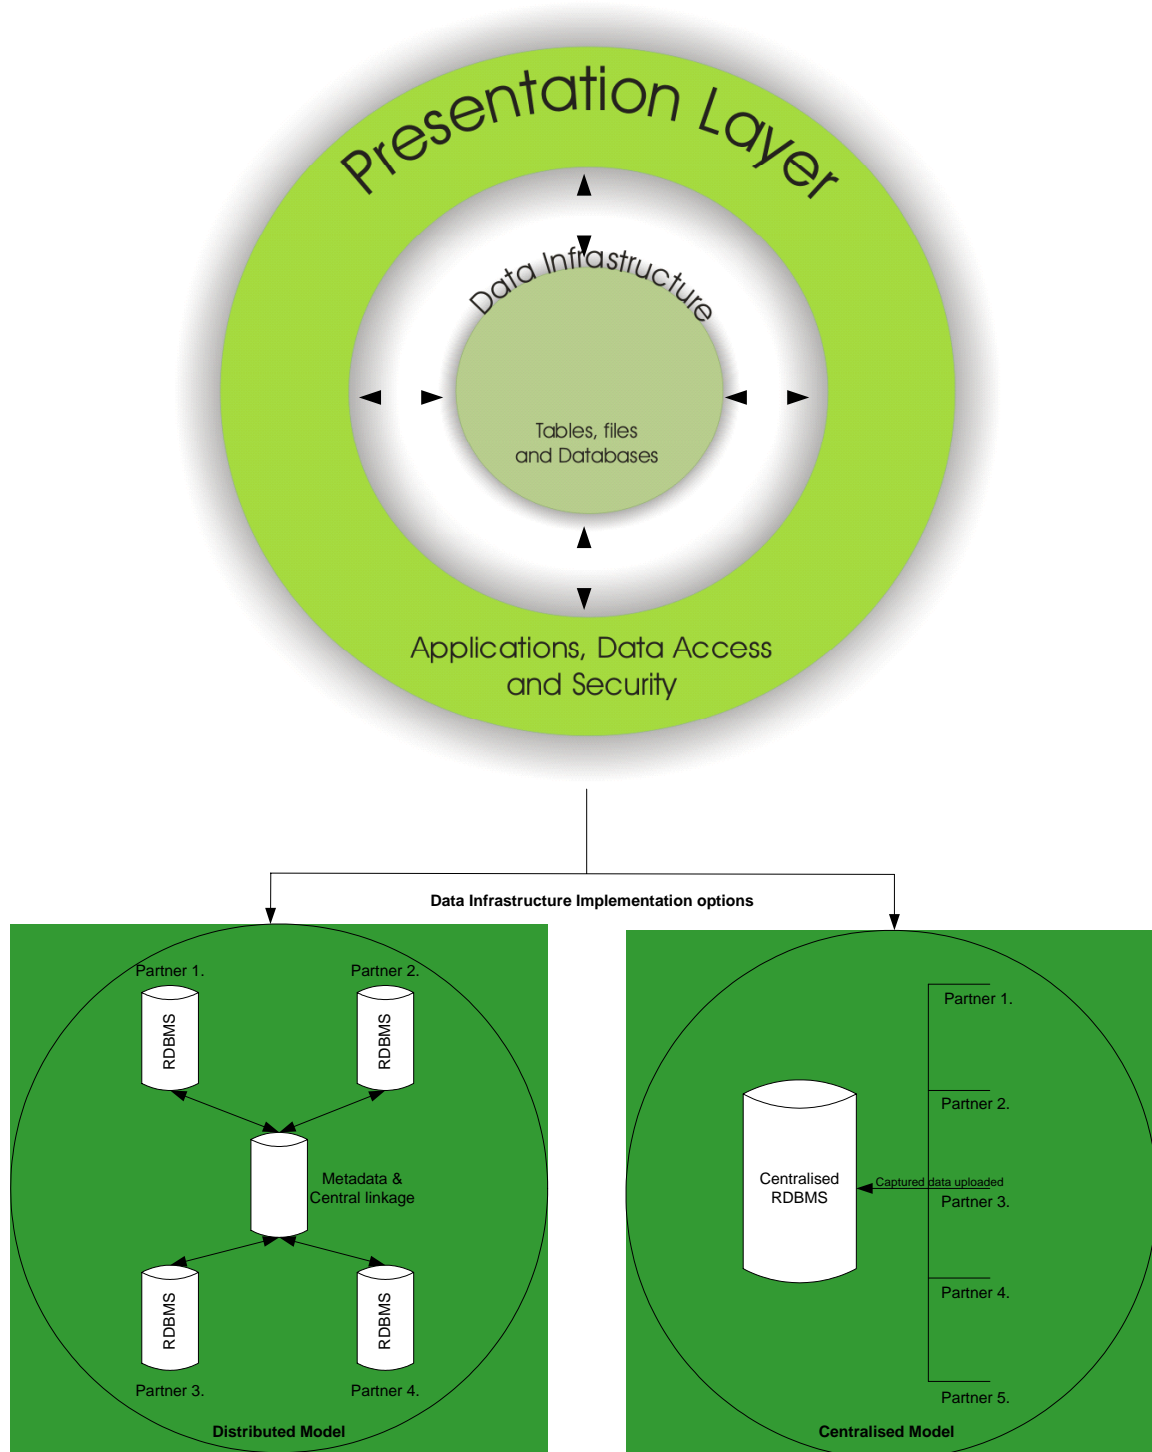 Presentation Layer
Data Infrastructure
Tables, files
and Databases
Applications, Data Access
and Security
Data Infrastructure Implementation options
Partner 1.
Partner 2.
RDBMS
RDBMS
Metadata &
Central linkage
RDBMS
RDBMS
Partner 3.
Partner 4.
Distributed Model
Partner 1.
Partner 2.
Centralised
RDBMS
Captured data uploaded
Partner 3.
Partner 4.
Partner 5.
Centralised Model